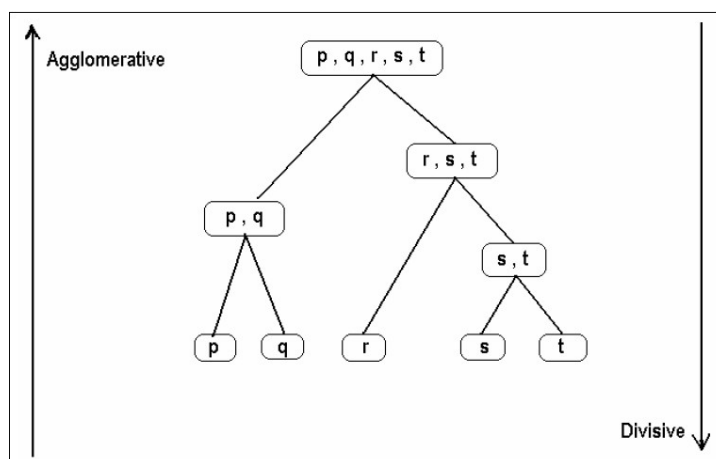 Agglomerative
p , q , r , s , t
r , s , t
p , q
s , t
p
q
r
s
t
Divisive